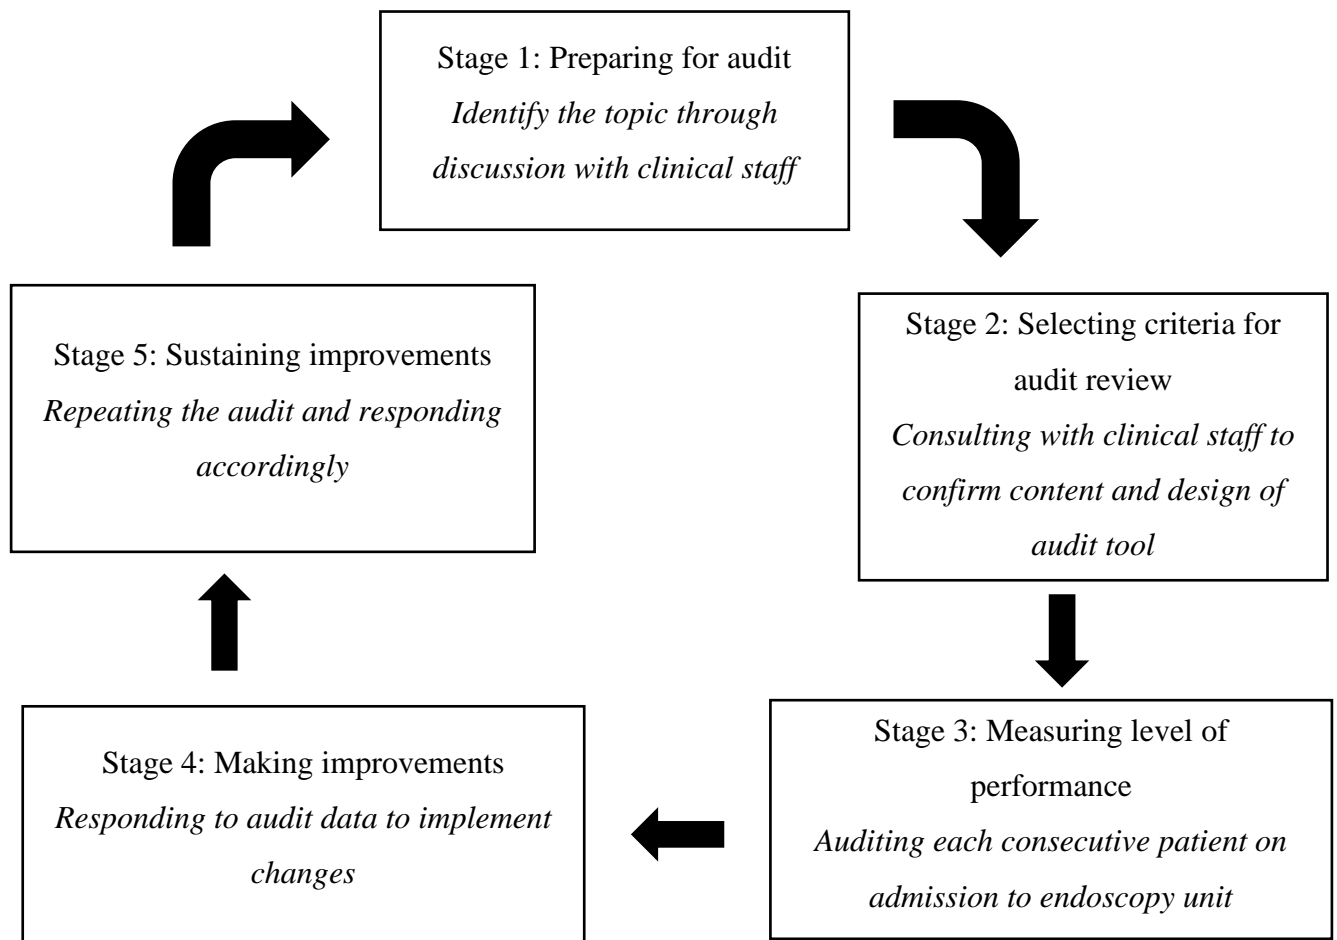 Stage 1: Preparing for audit
Identify the topic through
discussion with clinical staff
Stage 2: Selecting criteria for
audit review
Consulting with clinical staff to
confirm content and design of
audit tool
Stage 3: Measuring level of
performance
Auditing each consecutive patient on
admission to endoscopy unit
Stage 4: Making improvements
Responding to audit data to implement
changes
Stage 5: Sustaining improvements
Repeating the audit and responding
accordingly